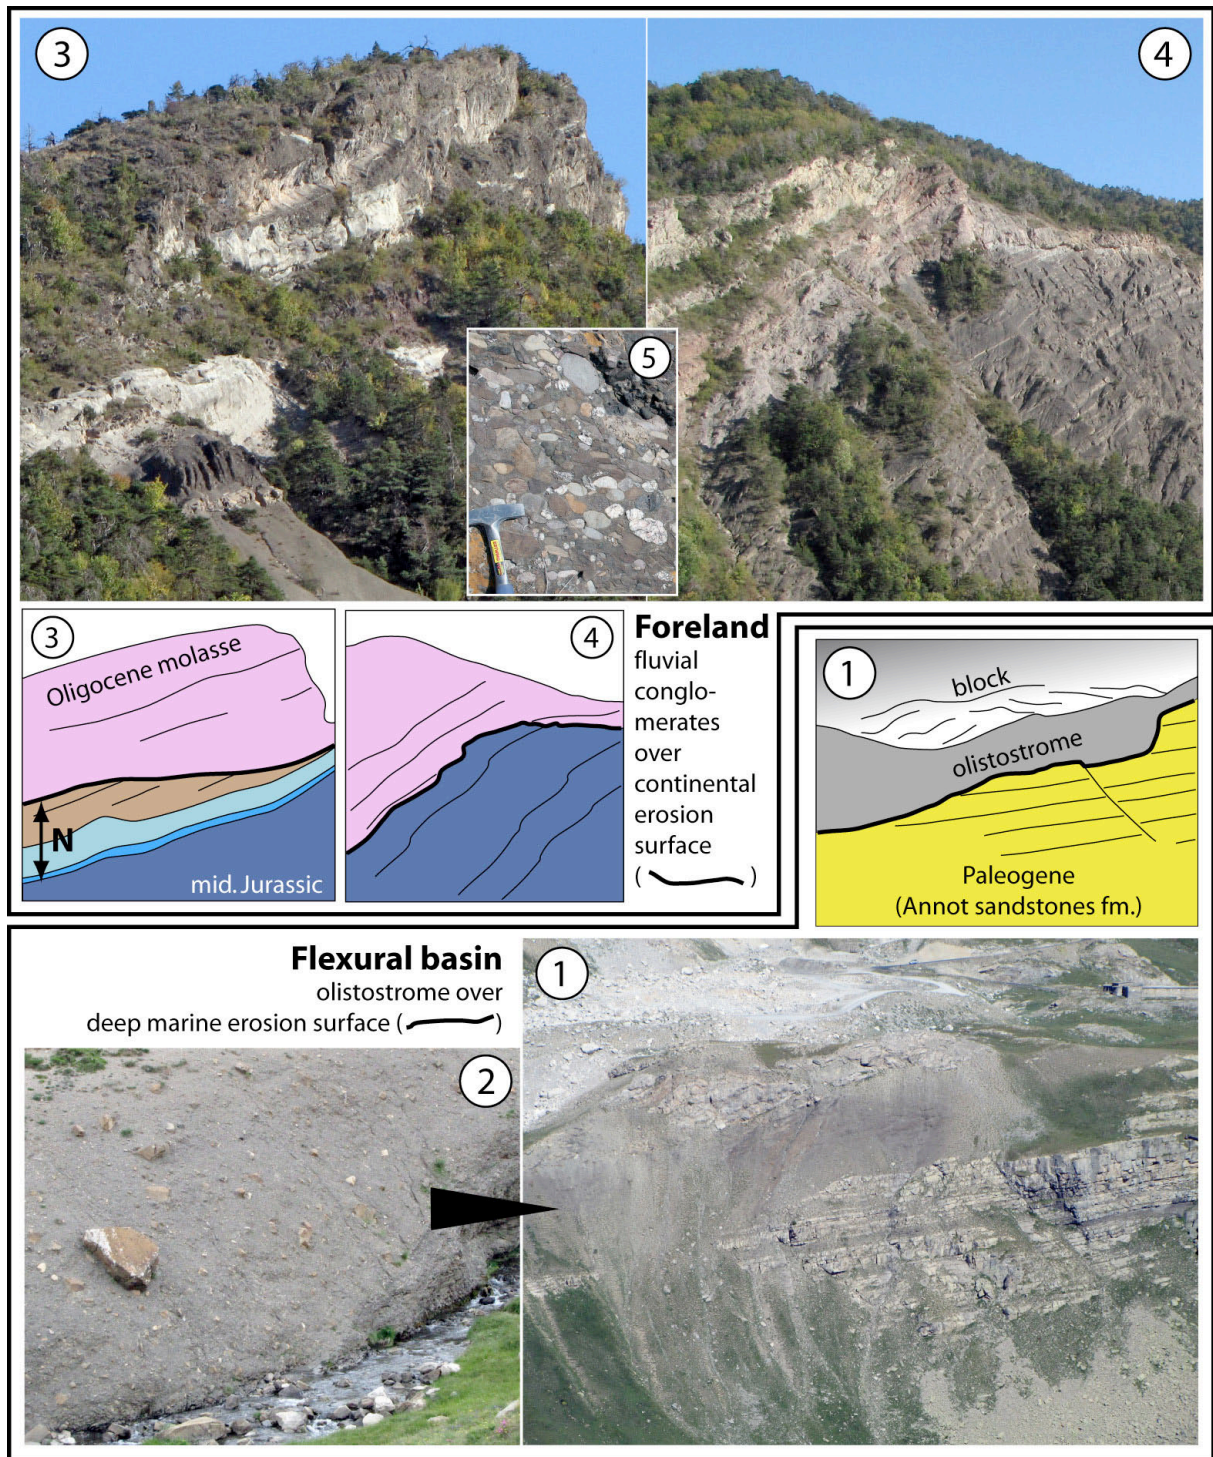 3
4
5
3
Oligocene molasse
N
mid. Jurassic
4
Foreland
fluvial
conglo-
merates
over
continental
erosion
surface
( )
1
block
olistostrome
Paleogene
(Annot sandstones fm.)
Flexural basin
olistostrome over
deep marine erosion surface ( )
2
1